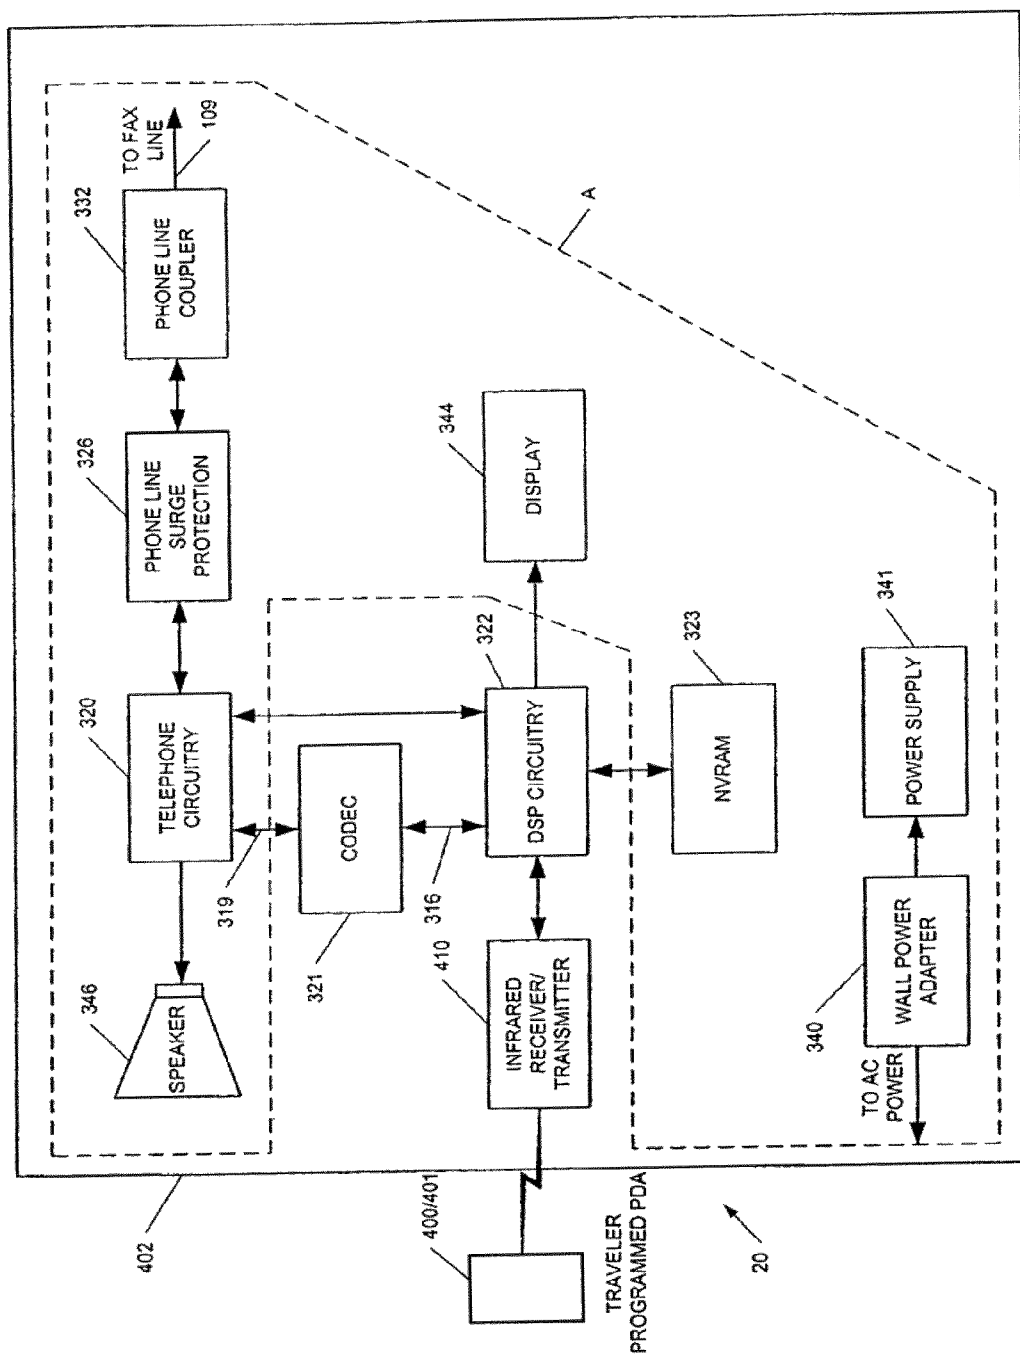 402
346
SPEAKER
320
TELEPHONE
CIRCUITRY
326
PHONE LINE
SURGE
PROTECTION
332
PHONE LINE
COUPLER
TO FAX
LINE
109
319
321
CODEC
316
A
400/401
TRAVELER
PROGRAMMED PDA
410
INFRARED
RECEIVER/
TRANSMITTER
322
DSP CIRCUITRY
344
DISPLAY
323
NVRAM
20
TO AC
POWER
340
WALL POWER
ADAPTER
341
POWER SUPPLY